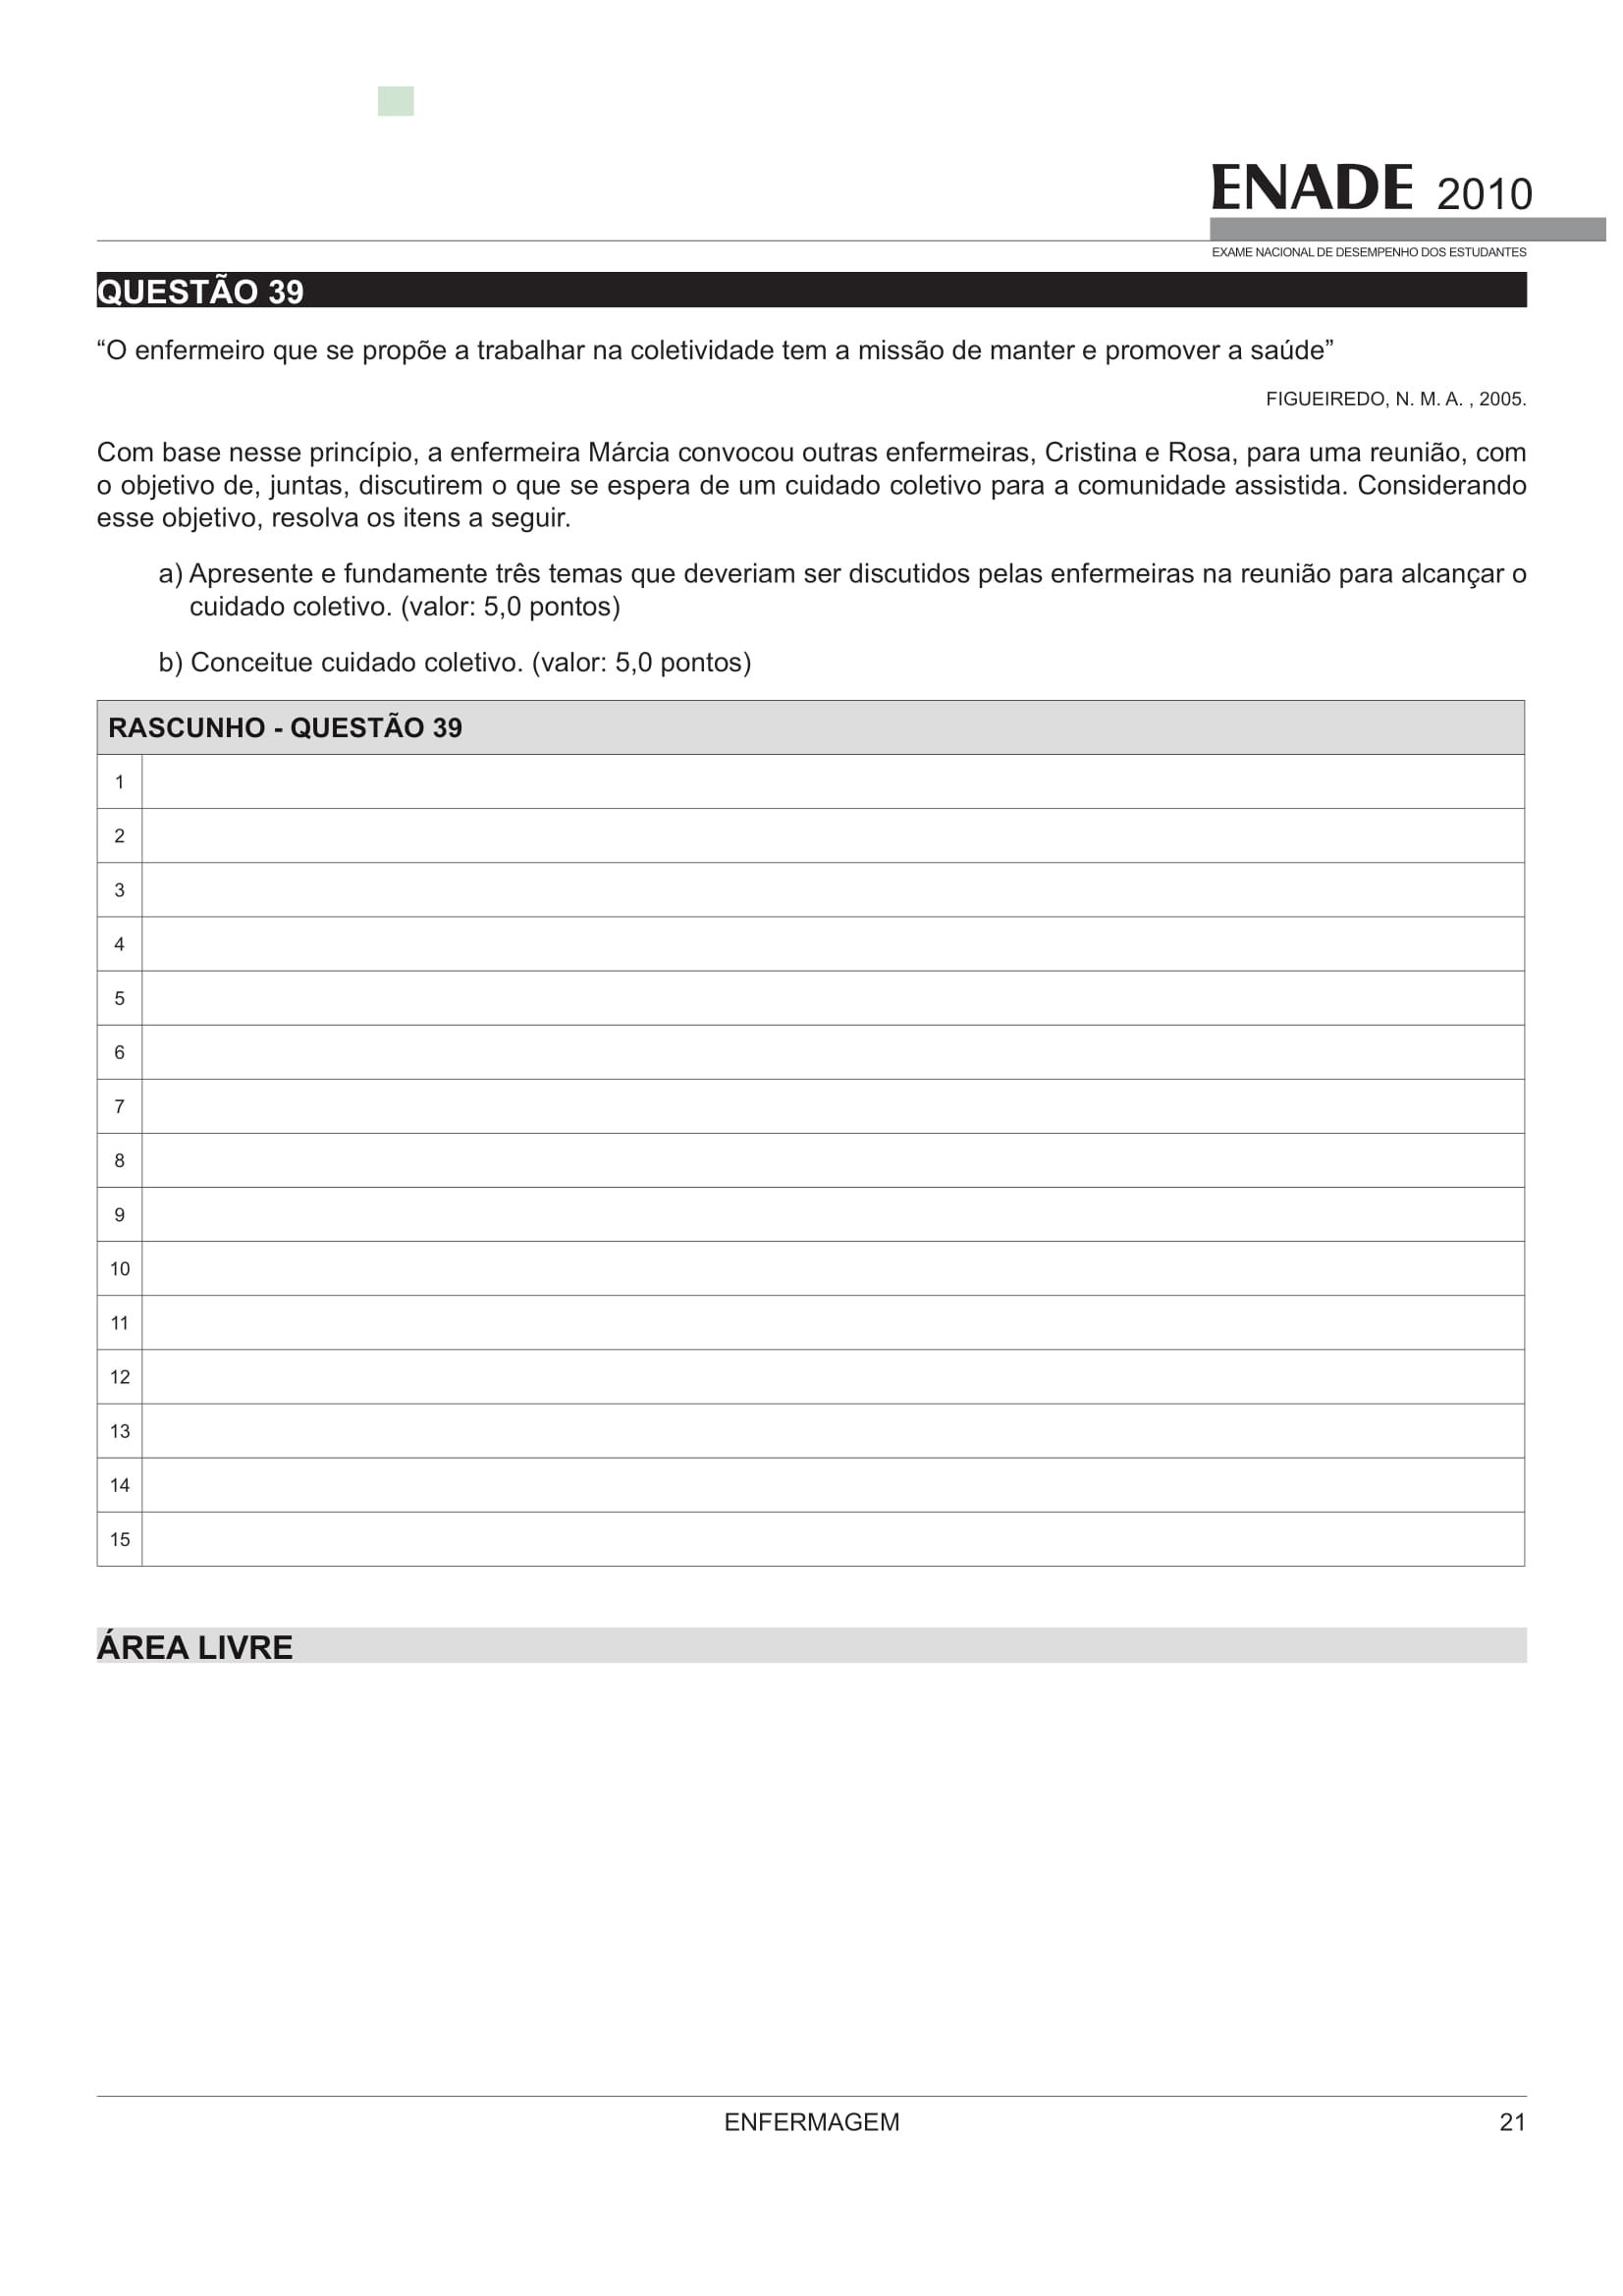 ENADE 2010
EXAME NACIONAL DE DESEMPENHO DOS ESTUDANTES
QUESTÃO 39
“O enfermeiro que se propõe a trabalhar na coletividade tem a missão de manter e promover a saúde”
FIGUEIREDO, N. M. A. , 2005.
Com base nesse princípio, a enfermeira Márcia convocou outras enfermeiras, Cristina e Rosa, para uma reunião, com
o objetivo de, juntas, discutirem o que se espera de um cuidado coletivo para a comunidade assistida. Considerando
esse objetivo, resolva os itens a seguir.
a) Apresente e fundamente três temas que deveriam ser discutidos pelas enfermeiras na reunião para alcançar o
cuidado coletivo. (valor: 5,0 pontos)
b) Conceitue cuidado coletivo. (valor: 5,0 pontos)
RASCUNHO - QUESTÃO 39
1
2
3
4
5
6
7
8
9
10
11
12
13
14
15
ÁREA LIVRE
ENFERMAGEM 21